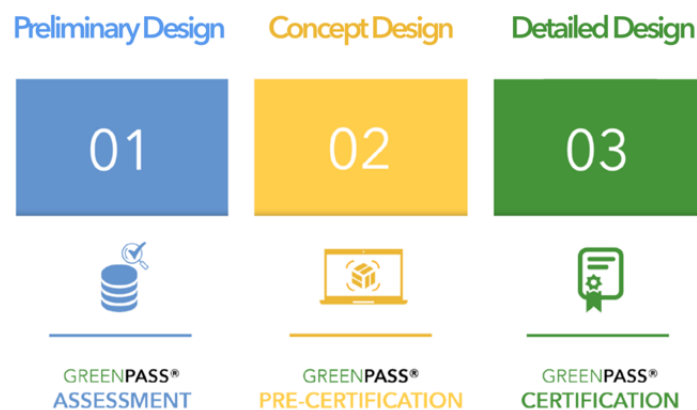 Preliminary Design
Concept Design
Detailed Design
01
02
03
GREENPASS®
ASSESSMENT
GREENPASS®
PRE-CERTIFICATION
GREENPASS®
CERTIFICATION